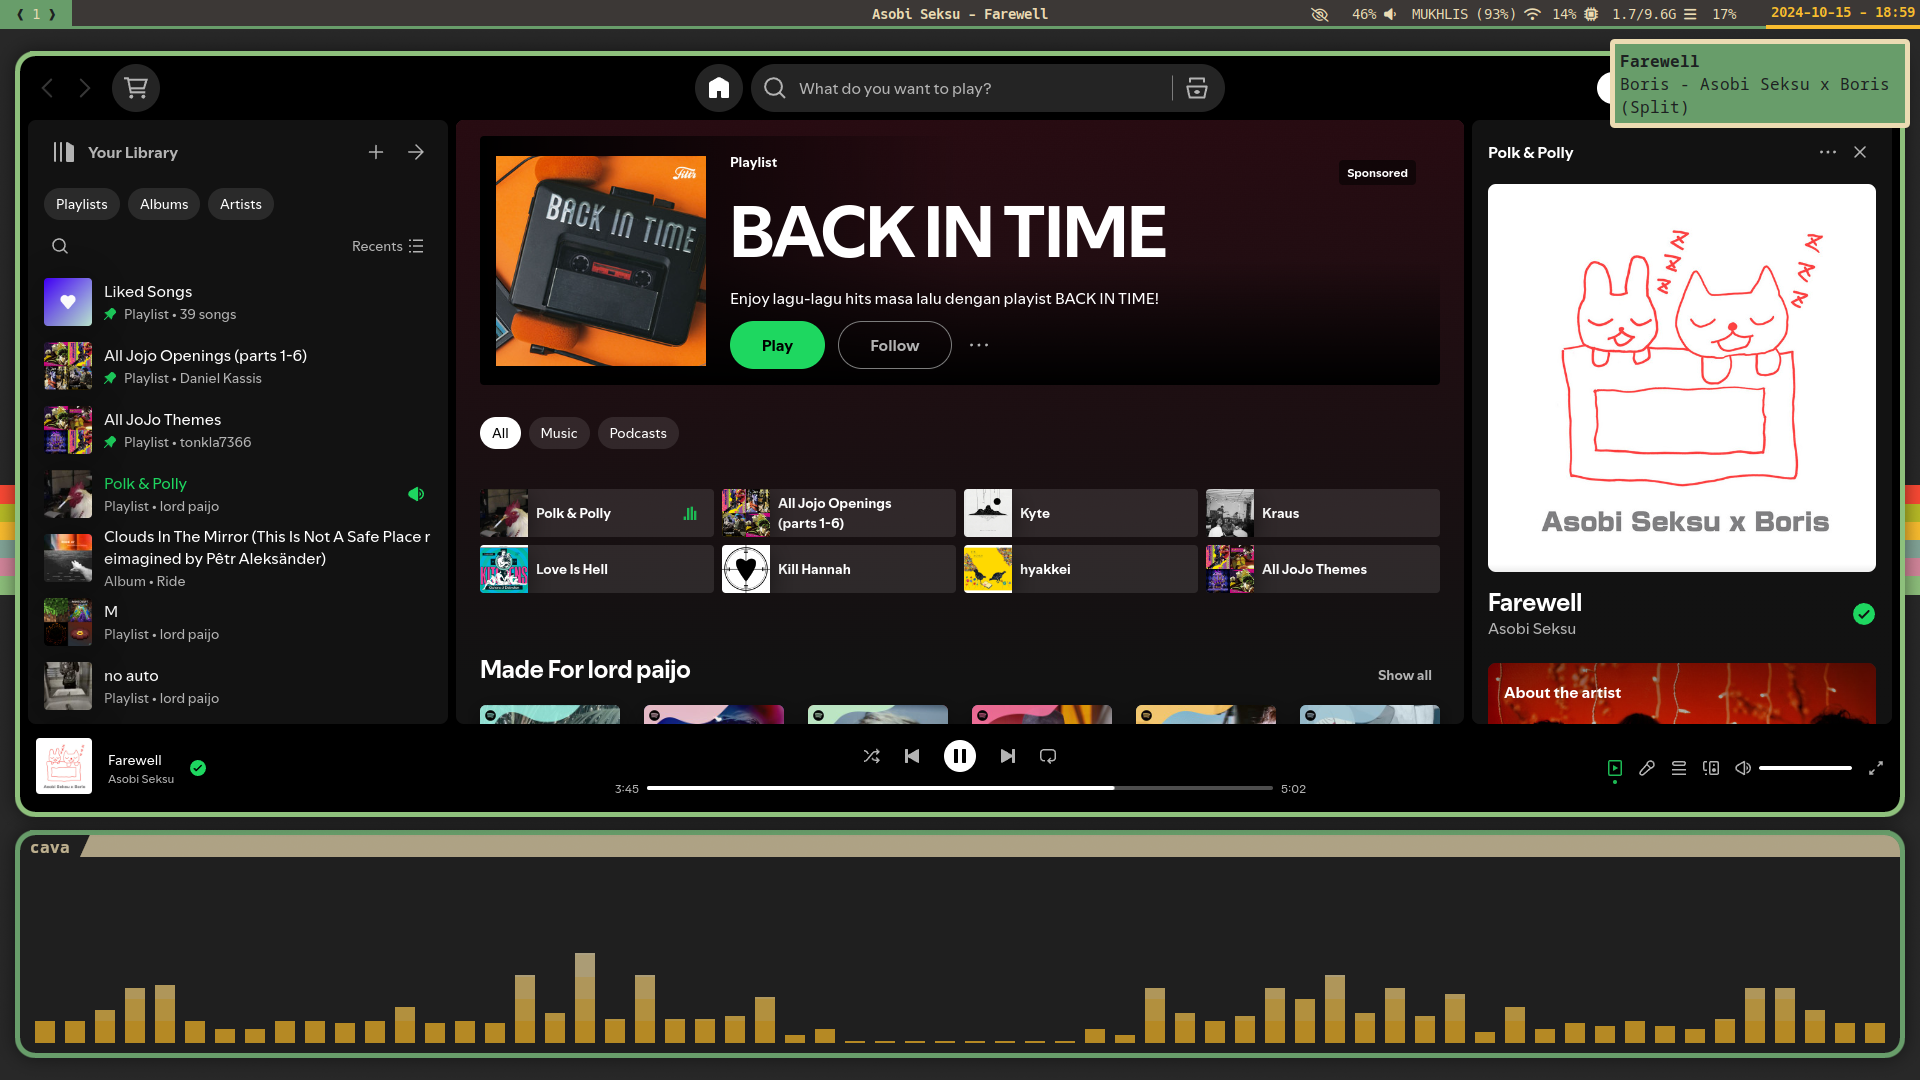 ❬ 1 ❭
Asobi Seksu - Farewell
46%
MUKHLIS (93%)
14%
1.7/9.6G
17%
2024-10-15 - 18:59
Farewell
Boris - Asobi Seksu x Boris
(Split)
What do you want to play?
Your Library
Playlists
Albums
Artists
Recents
Liked Songs
Playlist • 39 songs
All Jojo Openings (parts 1-6)
Playlist • Daniel Kassis
All JoJo Themes
Playlist • tonkla7366
Polk & Polly
Playlist • lord paijo
Clouds In The Mirror (This Is Not A Safe Place r
eimagined by Pêtr Aleksänder)
Album • Ride
M
Playlist • lord paijo
no auto
Playlist • lord paijo
Filtr
BACK IN TIME
Playlist
Sponsored
BACK IN TIME
Enjoy lagu-lagu hits masa lalu dengan playist BACK IN TIME!
Play
Follow
All
Music
Podcasts
Polk & Polly
All Jojo Openings
(parts 1-6)
Kyte
Kraus
Love Is Hell
Kill Hannah
hyakkei
All JoJo Themes
Made For lord paijo
Show all
Polk & Polly
Z Z Z
Z Z Z
Asobi Seksu x Boris
Farewell
Asobi Seksu
About the artist
Asobi Seksu x Boris
Farewell
Asobi Seksu
3:45
5:02
cava